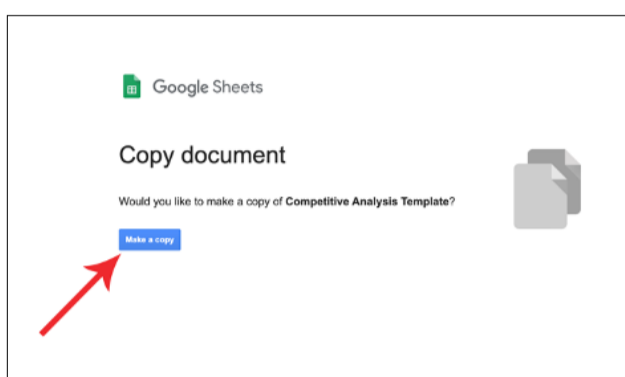 Google Sheets
Copy document
Would you like to make a copy of Competitive Analysis Template?
Make a copy